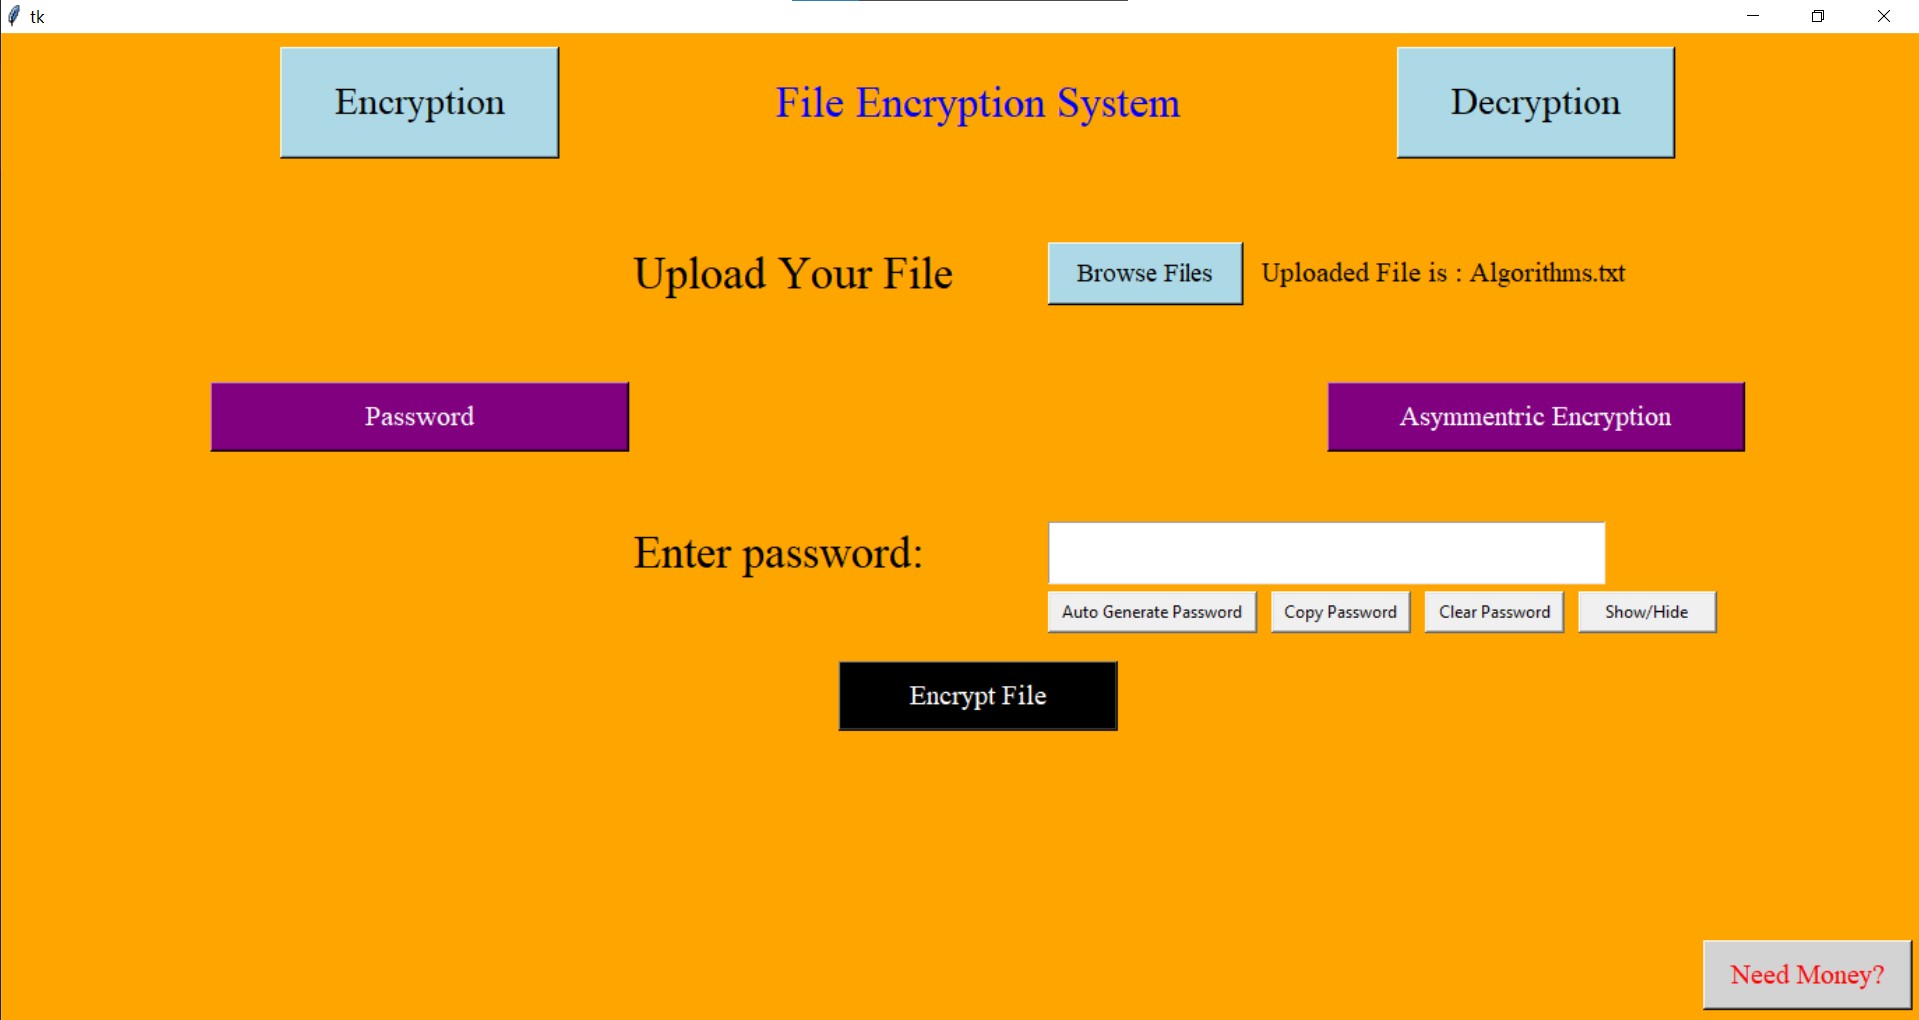 tk
Encryption
File Encryption System
Decryption
Upload Your File
Browse Files
Uploaded File is : Algorithms.txt
Password
Asymmentric Encryption
Enter password:
Auto Generate Password
Copy Password
Clear Password
Show/Hide
Encrypt File
Need Money?